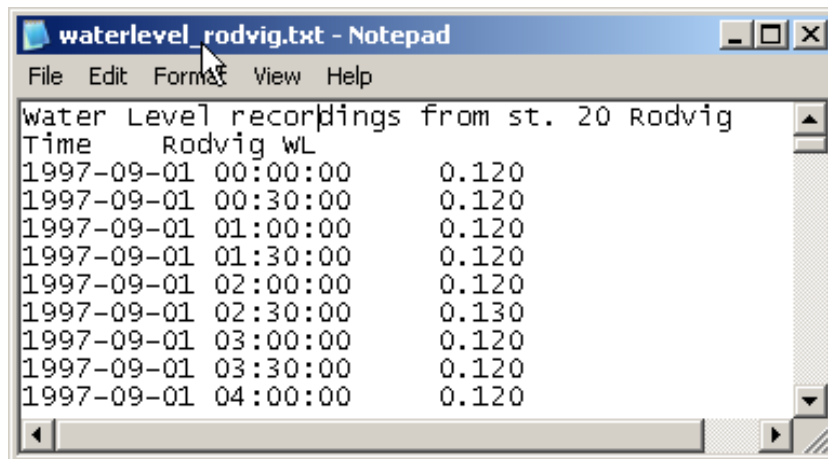 waterlevel_rodvig.txt - Notepad
File Edit Format View Help
Water Level recordings from st. 20 Rodvig
Time Rodvig WL
1997-09-01 00:00:00 0.120
1997-09-01 00:30:00 0.120
1997-09-01 01:00:00 0.120
1997-09-01 01:30:00 0.120
1997-09-01 02:00:00 0.120
1997-09-01 02:30:00 0.130
1997-09-01 03:00:00 0.120
1997-09-01 03:30:00 0.120
1997-09-01 04:00:00 0.120